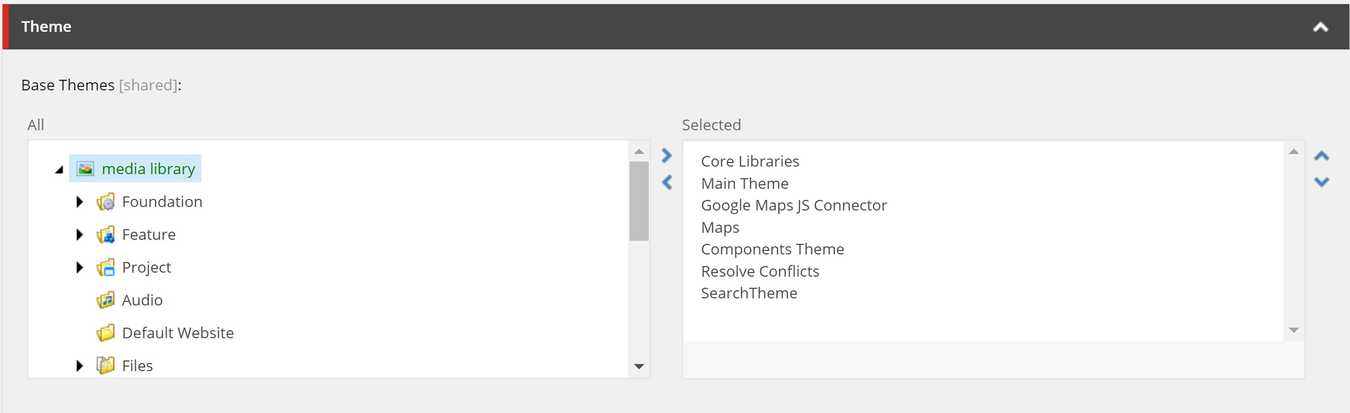 Theme
Base Themes [shared]:
All
media library
Foundation
Feature
Project
Audio
Default Website
Files
Selected
Core Libraries
Main Theme
Google Maps JS Connector
Maps
Components Theme
Resolve Conflicts
SearchTheme